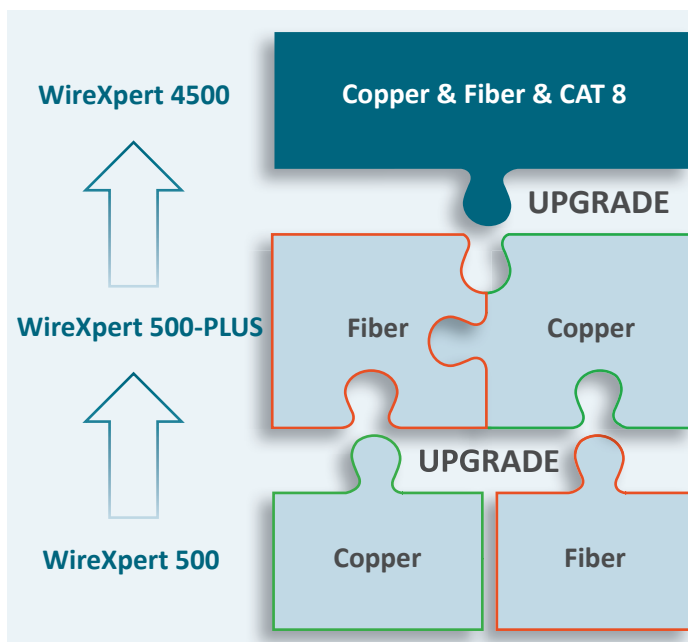 WireXpert 4500
Copper & Fiber & CAT 8
UPGRADE
WireXpert 500-PLUS
Fiber
Copper
UPGRADE
WireXpert 500
Copper
Fiber